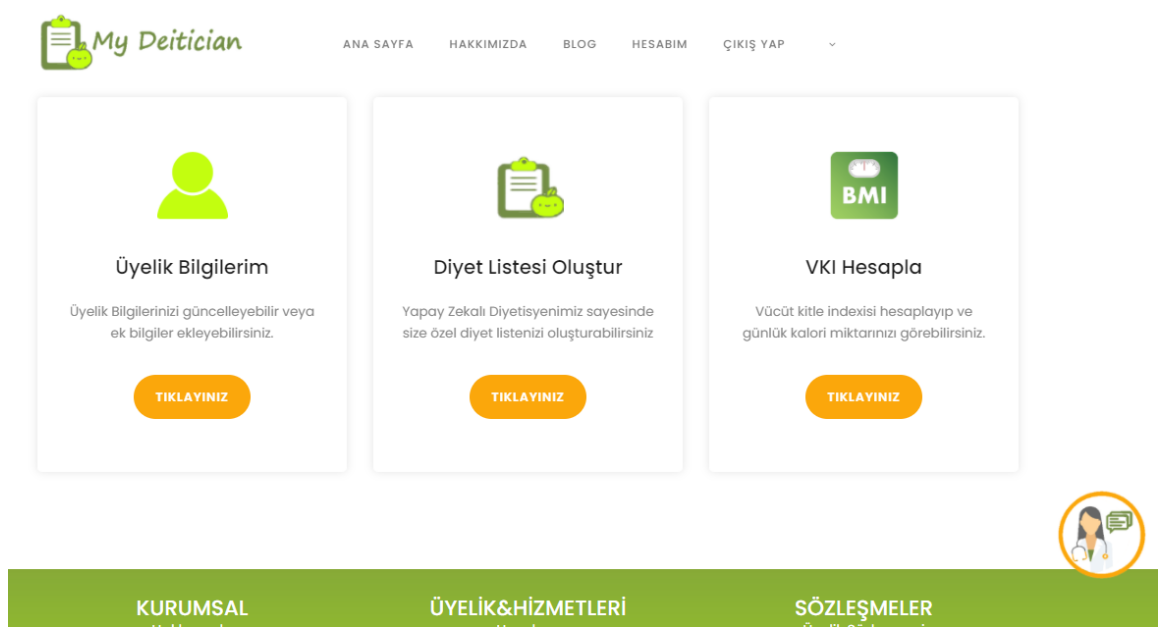 My Deitician
ANA SAYFA HAKKIMIZDA BLOG HESABIM ÇIKIŞ YAP
BMI
Üyelik Bilgilerim
Üyelik Bilgilerinizi güncelleyebilir veya
ek bilgiler ekleyebilirsiniz.
TIKLAYINIZ
Diyet Listesi Oluştur
Yapay Zekalı Diyetisyenimiz sayesinde
size özel diyet listenizi oluşturabilirsiniz
TIKLAYINIZ
VKI Hesapla
Vücüt kitle indexisi hesaplayıp ve
günlük kalori miktarınızı görebilirsiniz.
TIKLAYINIZ
KURUMSAL ÜYELİK&HİZMETLERİ SÖZLEŞMELER